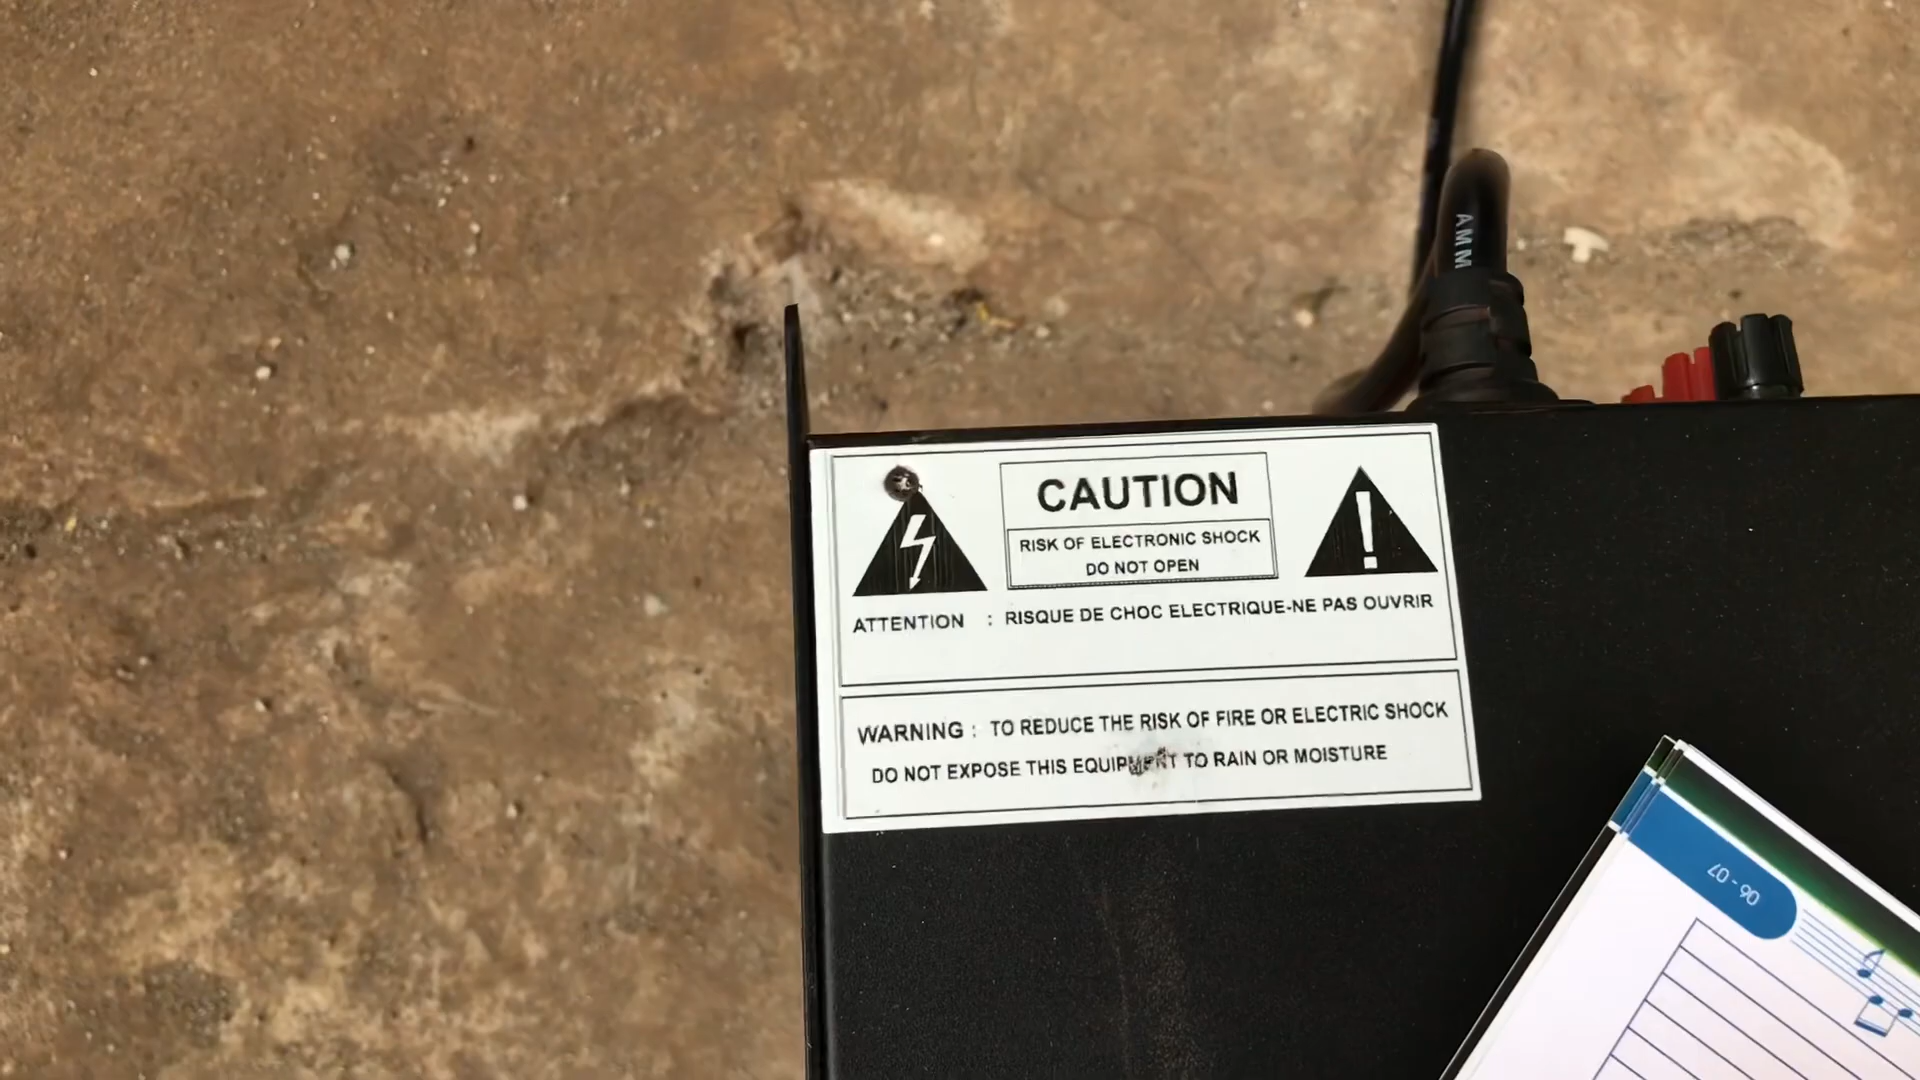 AMM
CAUTION
RISK OF ELECTRONIC SHOCK
DO NOT OPEN
ATTENTION : RISQUE DE CHOC ELECTRIQUE-NE PAS OUVRIR
WARNING : TO REDUCE THE RISK OF FIRE OR ELECTRIC SHOCK
DO NOT EXPOSE THIS EQUIPMENT TO RAIN OR MOISTURE
06 - 07